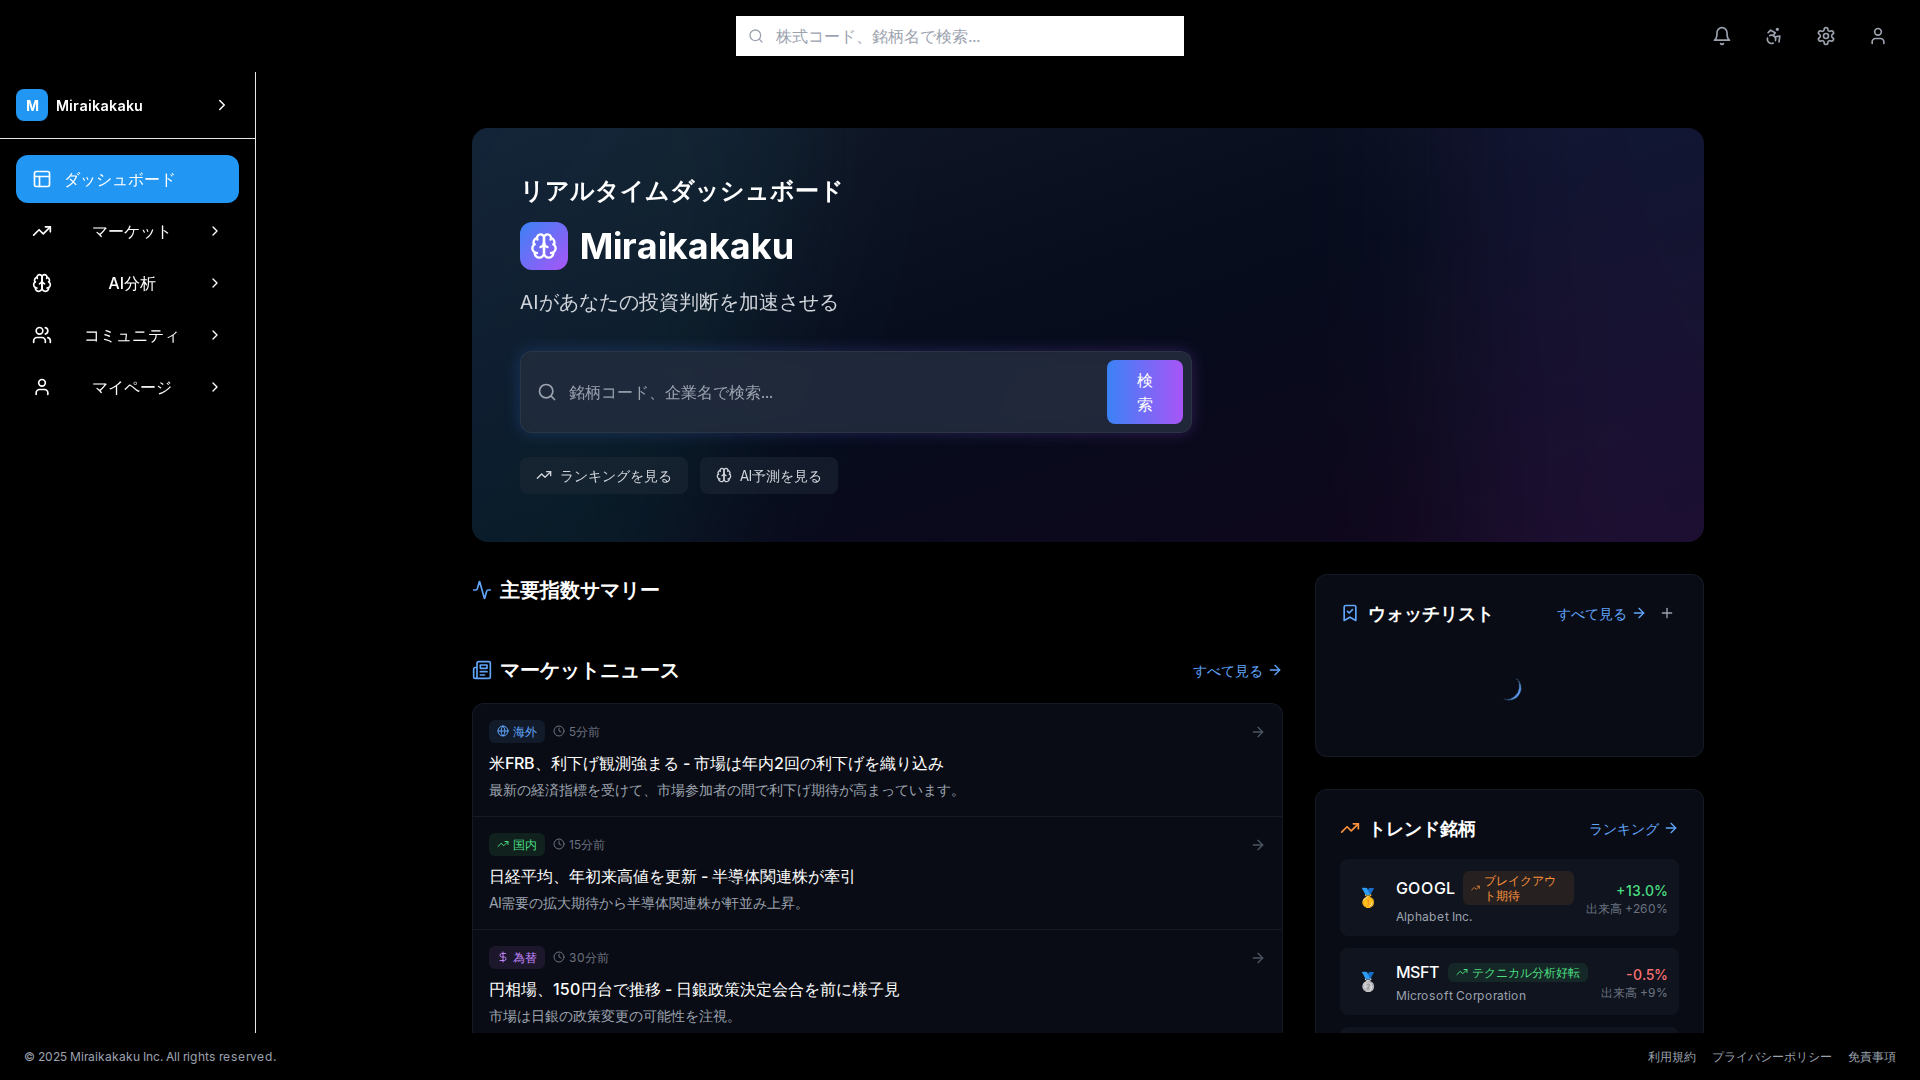 株式コード、銘柄名で検索...
M Miraikakaku
ダッシュボード
マーケット
AI分析
コミュニティ
マイページ
リアルタイムダッシュボード
Miraikakaku
AIがあなたの投資判断を加速させる
銘柄コード、企業名で検索...
検
索
ランキングを見る
AI予測を見る
主要指数サマリー
マーケットニュース
すべて見る
海外 5分前
米FRB、利下げ観測強まる - 市場は年内2回の利下げを織り込み
最新の経済指標を受けて、市場参加者の間で利下げ期待が高まっています。
国内 15分前
日経平均、年初来高値を更新 - 半導体関連株が牽引
AI需要の拡大期待から半導体関連株が軒並み上昇。
為替 30分前
円相場、150円台で推移 - 日銀政策決定会合を前に様子見
市場は日銀の政策変更の可能性を注視。
ウォッチリスト
すべて見る
トレンド銘柄
ランキング
GOOGL
ブレイクアウ
ト期待
Alphabet Inc.
+13.0%
出来高 +260%
MSFT
テクニカル分析好転
Microsoft Corporation
-0.5%
出来高 +9%
© 2025 Miraikakaku Inc. All rights reserved.
利用規約 プライバシーポリシー 免責事項